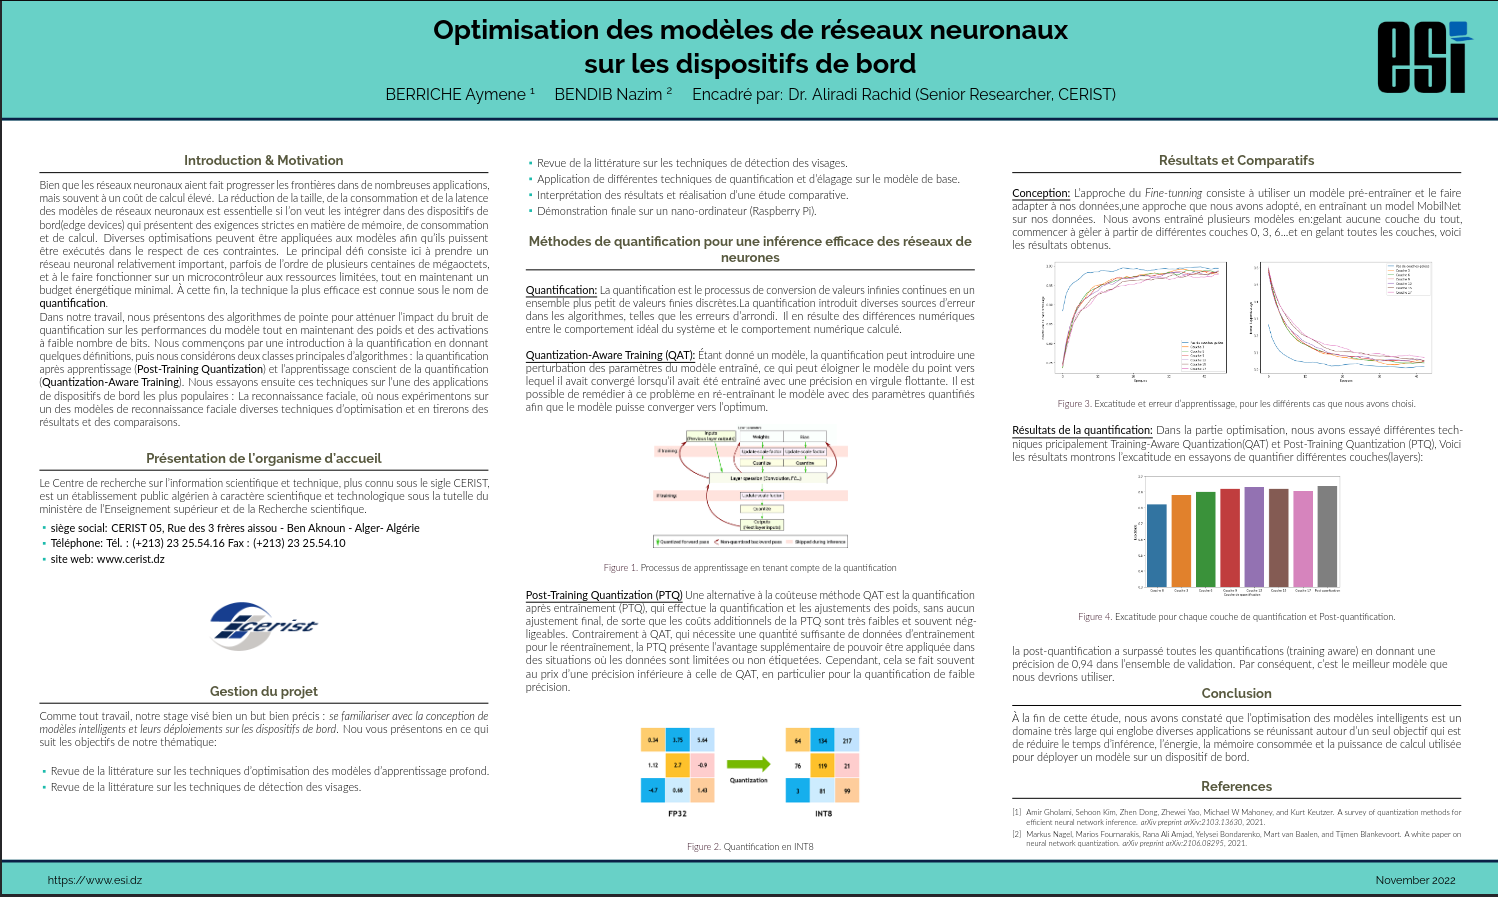 Optimisation des modèles de réseaux neuronaux
sur les dispositifs de bord
BERRICHE Aymene 1 BENDIB Nazim 2 Encadré par: Dr. Aliradi Rachid (Senior Researcher, CERIST)
esi
Introduction & Motivation
Bien que les réseaux neuronaux aient fait progresser les frontières dans de nombreuses applications,
mais souvent à un coût de calcul élevé. La réduction de la taille, de la consommation et de la latence
des modèles de réseaux neuronaux est essentielle si l'on veut les intégrer dans des dispositifs de
bord(edge devices) qui présentent des exigences strictes en matière de mémoire, de consommation
et de calcul. Diverses optimisations peuvent être appliquées aux modèles afin qu'ils puissent
être exécutés dans le respect de ces contraintes. Le principal défi consiste ici à prendre un
réseau neuronal relativement important, parfois de l'ordre de plusieurs centaines de mégaoctets,
et à le faire fonctionner sur un microcontrôleur aux ressources limitées, tout en maintenant un
budget énergétique minimal. À cette fin, la technique la plus efficace est connue sous le nom de
quantification.
Dans notre travail, nous présentons des algorithmes de pointe pour atténuer l'impact du bruit de
quantification sur les performances du modèle tout en maintenant des poids et des activations
à faible nombre de bits. Nous commençons par une introduction à la quantification en donnant
quelques définitions, puis nous considérons deux classes principales d'algorithmes : la quantification
après apprentissage (Post-Training Quantization) et l'apprentissage conscient de la quantification
(Quantization-Aware Training). Nous essayons ensuite ces techniques sur l'une des applications
de dispositifs de bord les plus populaires : La reconnaissance faciale, où nous expérimentons sur
un des modèles de reconnaissance faciale diverses techniques d'optimisation et en tirerons des
résultats et des comparaisons.
Présentation de l'organisme d'accueil
Le Centre de recherche sur l'information scientifique et technique, plus connu sous le sigle CERIST,
est un établissement public algérien à caractère scientifique et technologique sous la tutelle du
ministère de l'Enseignement supérieur et de la Recherche scientifique.
▪ siège social: CERIST 05, Rue des 3 frères aissou - Ben Aknoun - Alger- Algérie
▪ Téléphone: Tél. : (+213) 23 25.54.16 Fax : (+213) 23 25.54.10
▪ site web: www.cerist.dz
cerist
Gestion du projet
Comme tout travail, notre stage visé bien un but bien précis : se familiariser avec la conception de
modèles intelligents et leurs déploiements sur les dispositifs de bord. Nou vous présentons en ce qui
suit les objectifs de notre thématique:
▪ Revue de la littérature sur les techniques d'optimisation des modèles d'apprentissage profond.
▪ Revue de la littérature sur les techniques de détection des visages.
▪ Revue de la littérature sur les techniques de détection des visages.
▪ Application de différentes techniques de quantification et d'élagage sur le modèle de base.
▪ Interprétation des résultats et réalisation d'une étude comparative.
▪ Démonstration finale sur un nano-ordinateur (Raspberry Pi).
Méthodes de quantification pour une inférence efficace des réseaux de
neurones
Quantification: La quantification est le processus de conversion de valeurs infinies continues en un
ensemble plus petit de valeurs finies discrètes.La quantification introduit diverses sources d'erreur
dans les algorithmes, telles que les erreurs d'arrondi. Il en résulte des différences numériques
entre le comportement idéal du système et le comportement numérique calculé.
Quantization-Aware Training (QAT): Étant donné un modèle, la quantification peut introduire une
perturbation des paramètres du modèle entraîné, ce qui peut éloigner le modèle du point vers
lequel il avait convergé lorsqu'il avait été entraîné avec une précision en virgule flottante. Il est
possible de remédier à ce problème en ré-entraînant le modèle avec des paramètres quantifiés
afin que le modèle puisse converger vers l'optimum.
Inputs
(Previous layer outputs)
Weights
Bias
If training:
Update scale factor
Update scale factor
Quantize
Quantize
Layer operation (Convolution, FC...)
If training:
Update scale factor
Quantize
Outputs
(Next layer inputs)
Quantized forward pass
Non-quantized backward pass
Skipped during inference
Figure 1. Processus de apprentissage en tenant compte de la quantification
Post-Training Quantization (PTQ) Une alternative à la coûteuse méthode QAT est la quantification
après entraînement (PTQ), qui effectue la quantification et les ajustements des poids, sans aucun
ajustement final, de sorte que les coûts additionnels de la PTQ sont très faibles et souvent nég-
ligeables. Contrairement à QAT, qui nécessite une quantité suffisante de données d'entraînement
pour le réentraînement, la PTQ présente l'avantage supplémentaire de pouvoir être appliquée dans
des situations où les données sont limitées ou non étiquetées. Cependant, cela se fait souvent
au prix d'une précision inférieure à celle de QAT, en particulier pour la quantification de faible
précision.
0.34 3.75 5.64
1.12 2.7 -0.9
-4.7 0.68 1.43
FP32
Quantization
64 134 217
76 119 21
3 81 99
INT8
Figure 2. Quantification en INT8
Résultats et Comparatifs
Conception: L'approche du Fine-tunning consiste à utiliser un modèle pré-entraîner et le faire
adapter à nos données,une approche que nous avons adopté, en entraînant un model MobilNet
sur nos données. Nous avons entraîné plusieurs modèles en:gelant aucune couche du tout,
commencer à gèler à partir de différentes couches 0, 3, 6...et en gelant toutes les couches, voici
les résultats obtenus.
Figure 3. Excatitude et erreur d'apprentissage, pour les différents cas que nous avons choisi.
Résultats de la quantification: Dans la partie optimisation, nous avons essayé différentes tech-
niques pricipalement Training-Aware Quantization(QAT) et Post-Training Quantization (PTQ), Voici
les résultats montrons l'excatitude en essayons de quantifier différentes couches(layers):
Figure 4. Excatitude pour chaque couche de quantification et Post-quantification.
la post-quantification a surpassé toutes les quantifications (training aware) en donnant une
précision de 0,94 dans l'ensemble de validation. Par conséquent, c'est le meilleur modèle que
nous devrions utiliser.
Conclusion
À la fin de cette étude, nous avons constaté que l'optimisation des modèles intelligents est un
domaine très large qui englobe diverses applications se réunissant autour d'un seul objectif qui est
de réduire le temps d'inférence, l'énergie, la mémoire consommée et la puissance de calcul utilisée
pour déployer un modèle sur un dispositif de bord.
References
[1] Amir Gholami, Sehoon Kim, Zhen Dong, Zhewei Yao, Michael W Mahoney, and Kurt Keutzer. A survey of quantization methods for
efficient neural network inference. arXiv preprint arXiv:2103.13630, 2021.
[2] Markus Nagel, Marios Fournarakis, Rana Ali Amjad, Yelysei Bondarenko, Mart van Baalen, and Tijmen Blankevoort. A white paper on
neural network quantization. arXiv preprint arXiv:2106.08295, 2021.
https://www.esi.dz
November 2022